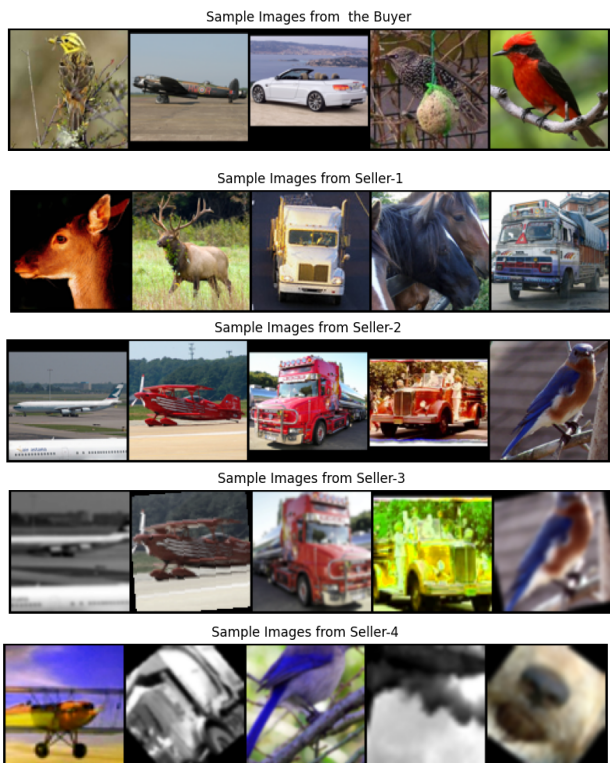 Sample Images from the Buyer
Sample Images from Seller-1
Sample Images from Seller-2
Sample Images from Seller-3
Sample Images from Seller-4